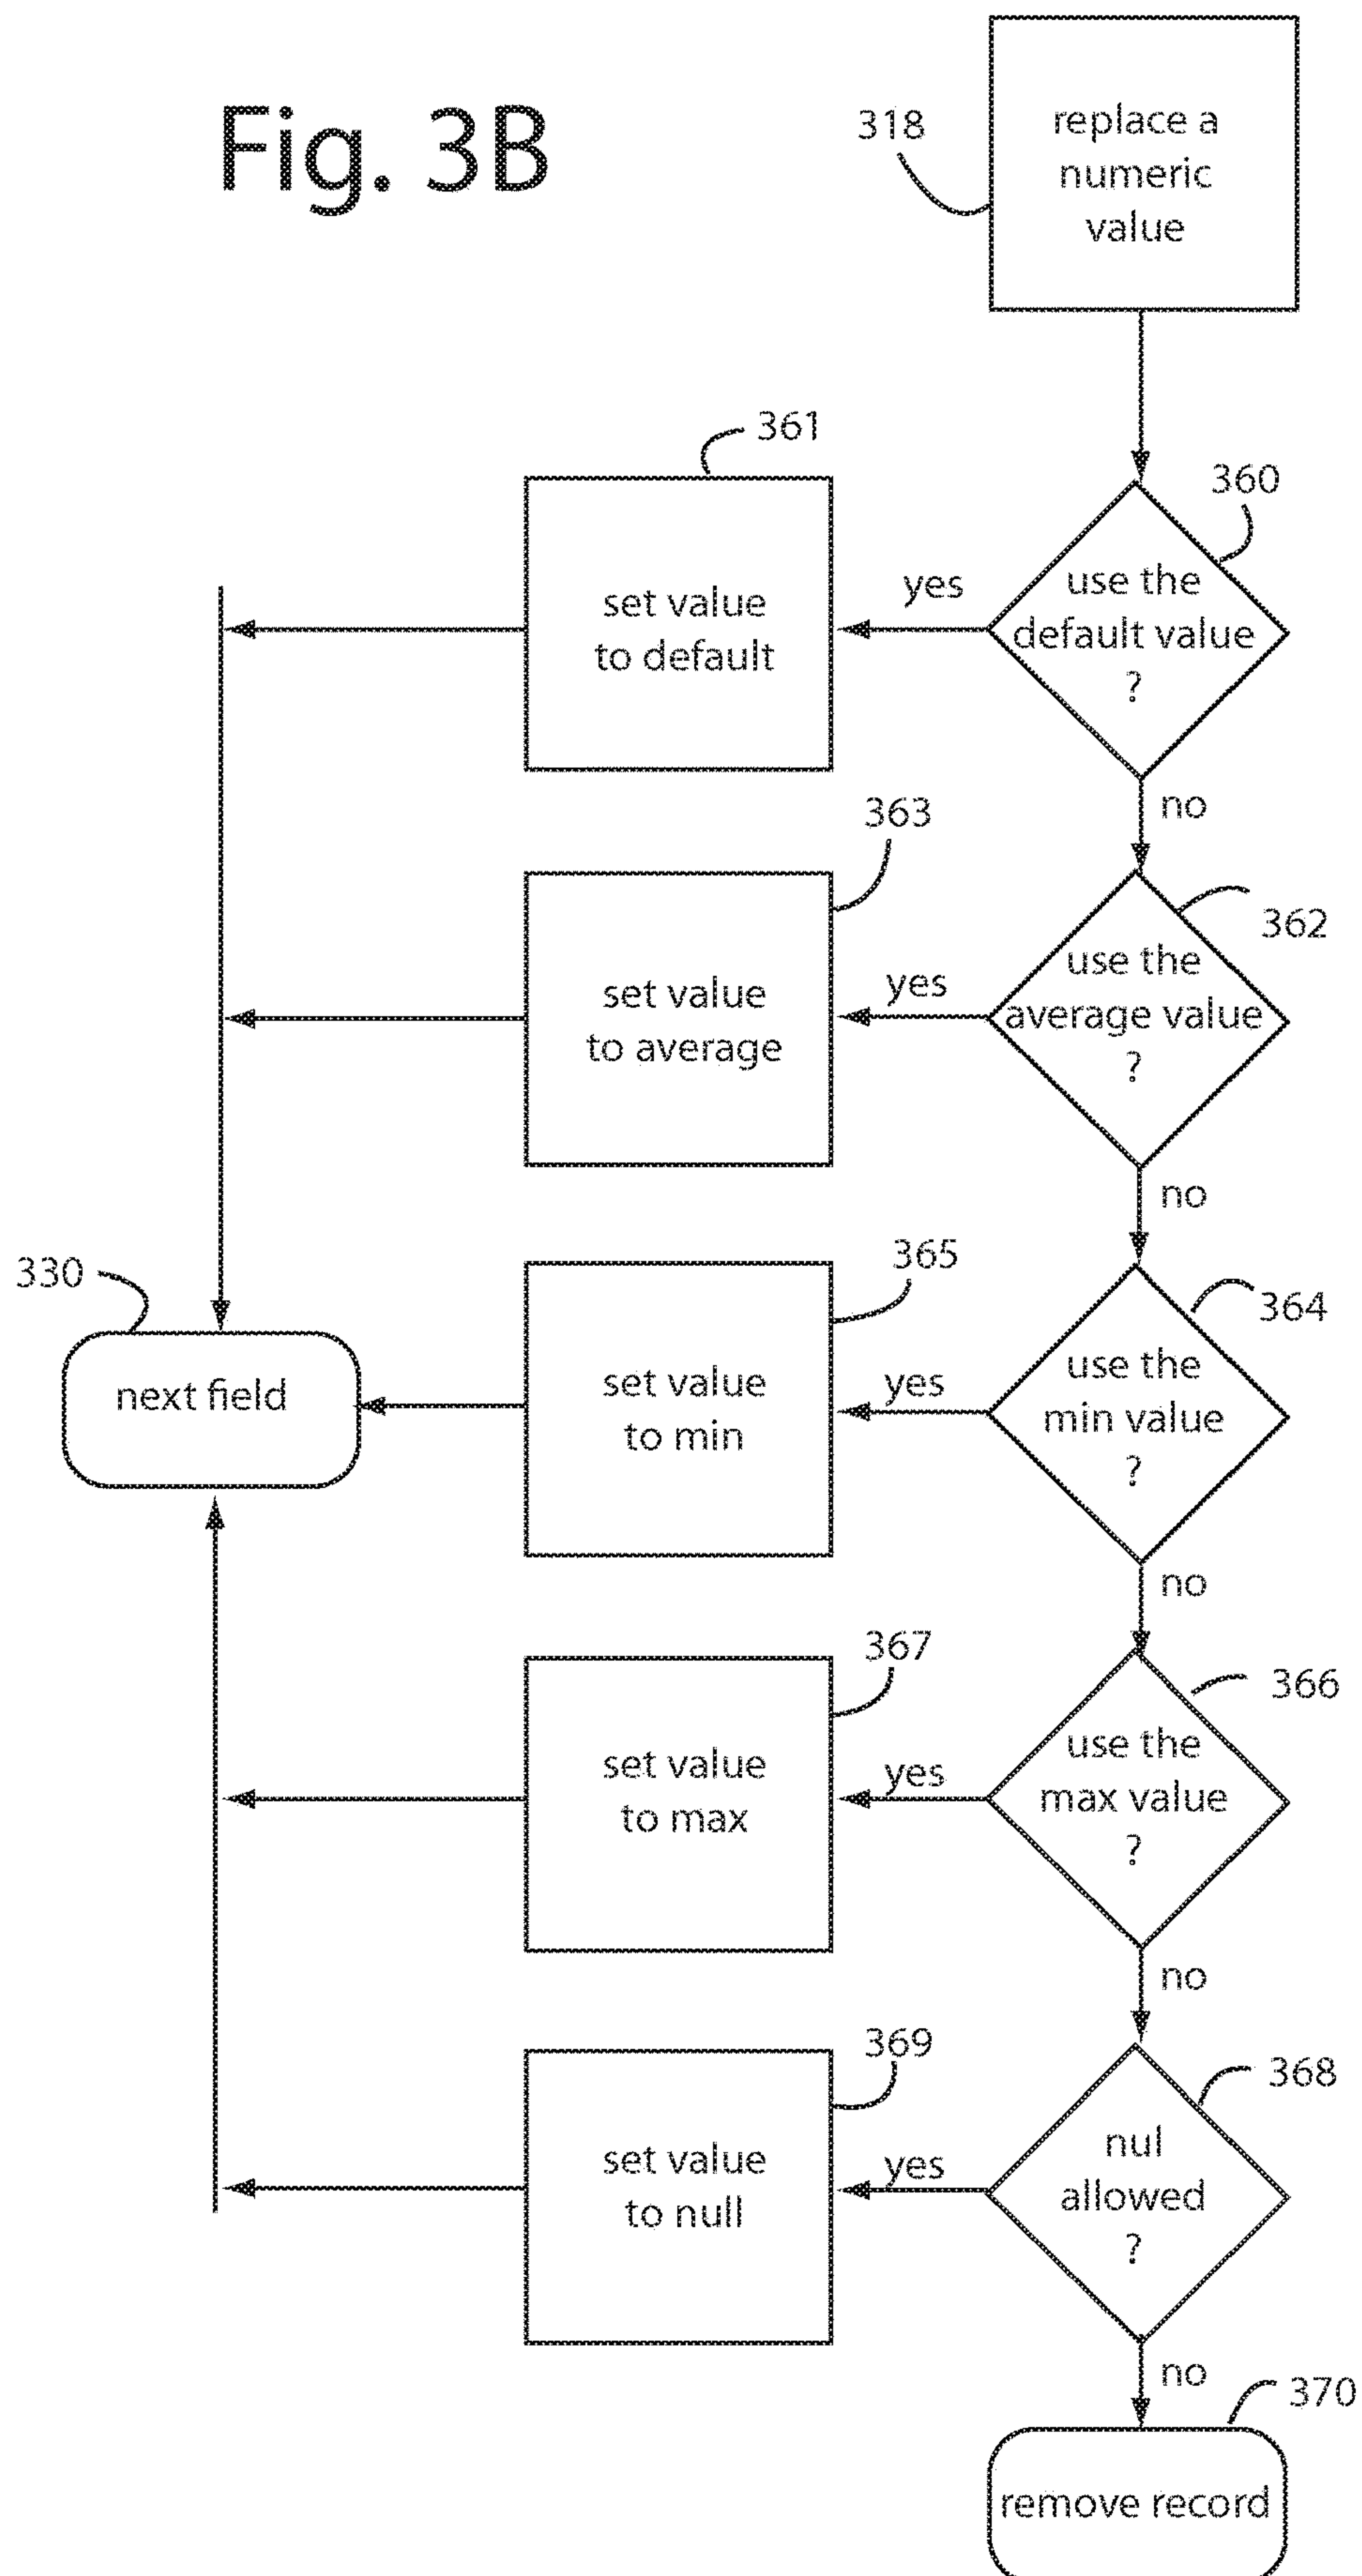 Fig. 3B
318
replace a
numeric
value
361
360
set value
to default
yes
use the
default value
?
no
363
362
set value
to average
yes
use the
average value
?
no
330
next field
365
364
set value
to min
yes
use the
min value
?
no
367
366
set value
to max
yes
use the
max value
?
no
369
368
set value
to null
yes
nul
allowed
?
no
370
remove record